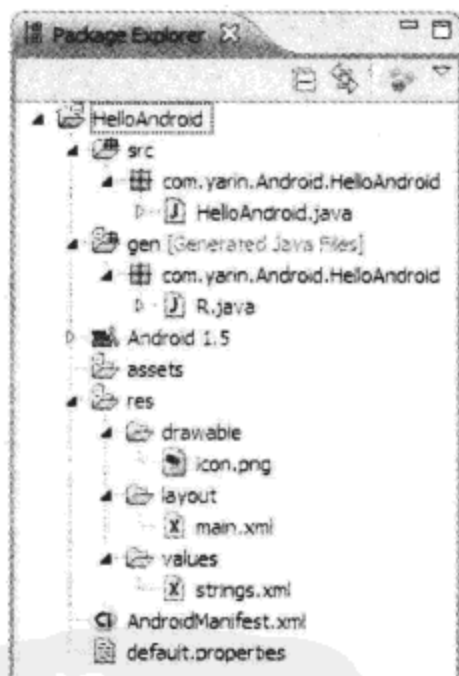 Package Explorer
HelloAndroid
src
com.yarin.Android.HelloAndroid
HelloAndroid.java
gen [Generated Java Files]
com.yarin.Android.HelloAndroid
R.java
Android 1.5
assets
res
drawable
icon.png
layout
main.xml
values
strings.xml
AndroidManifest.xml
default.properties